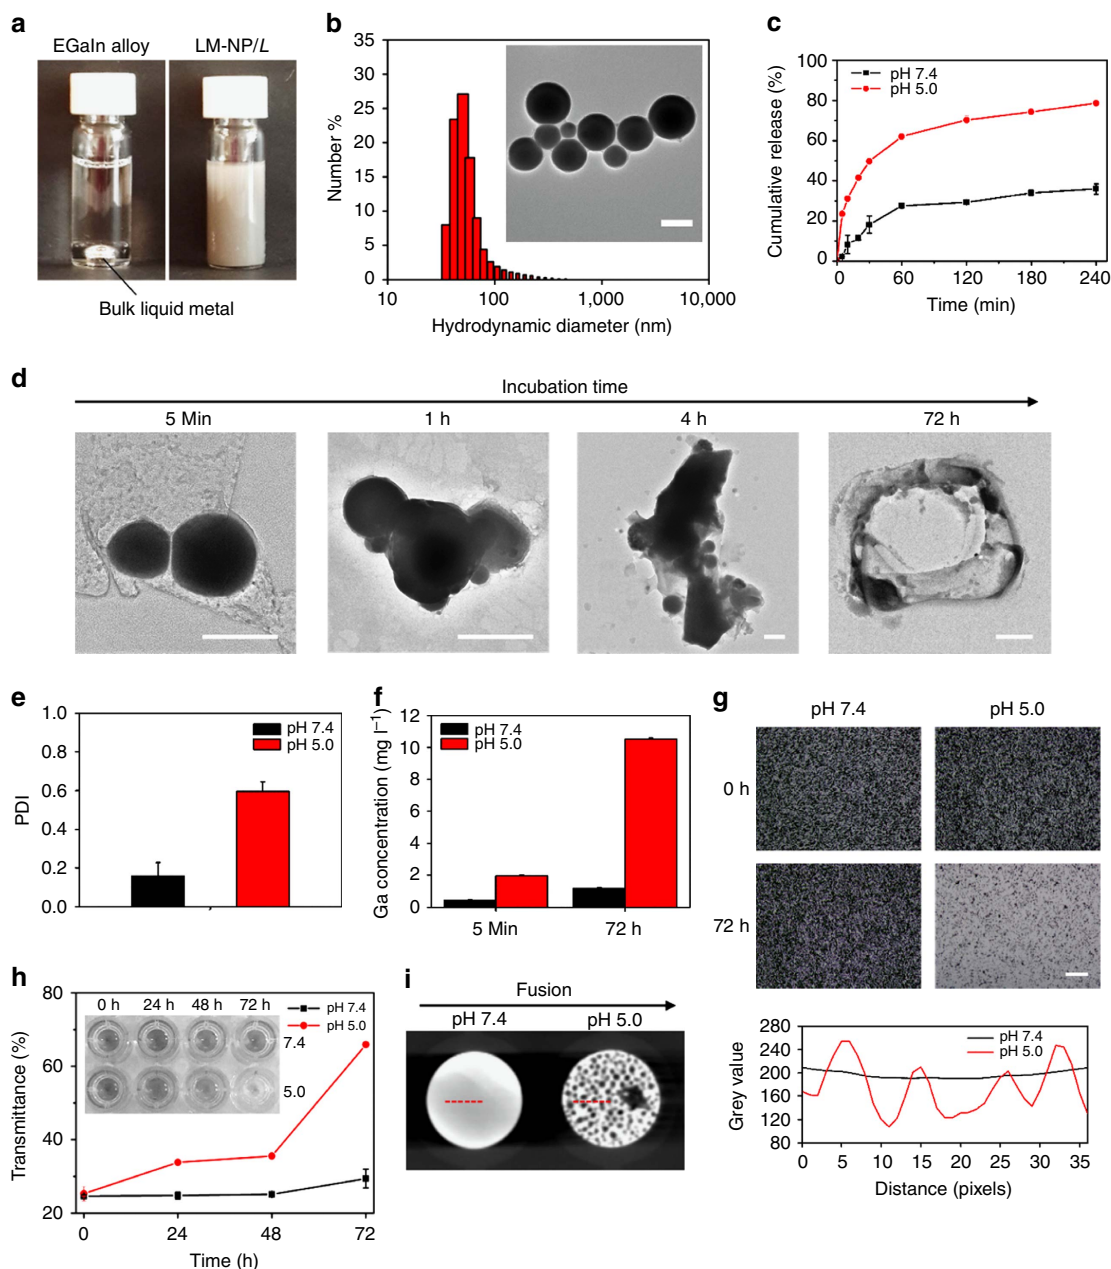 a
EGaIn alloy
LM-NP/L
Bulk liquid metal
b
35
30
25
20
15
10
5
0
Number %
10
100
1,000
10,000
Hydrodynamic diameter (nm)
c
100
80
60
40
20
0
Cumulative release (%)
pH 7.4
pH 5.0
0
60
120
180
240
Time (min)
d
Incubation time
5 Min
1 h
4 h
72 h
e
1.0
0.8
0.6
0.4
0.2
0.0
PDI
pH 7.4
pH 5.0
f
12
10
8
6
4
2
0
Ga concentration (mg l⁻¹)
pH 7.4
pH 5.0
5 Min
72 h
g
pH 7.4
pH 5.0
0 h
72 h
h
80
60
40
20
Transmittance (%)
0 h
24 h
48 h
72 h
7.4
5.0
pH 7.4
pH 5.0
0
24
48
72
Time (h)
i
Fusion
pH 7.4
pH 5.0
280
240
200
160
120
80
Grey value
pH 7.4
pH 5.0
0
5
10
15
20
25
30
35
Distance (pixels)